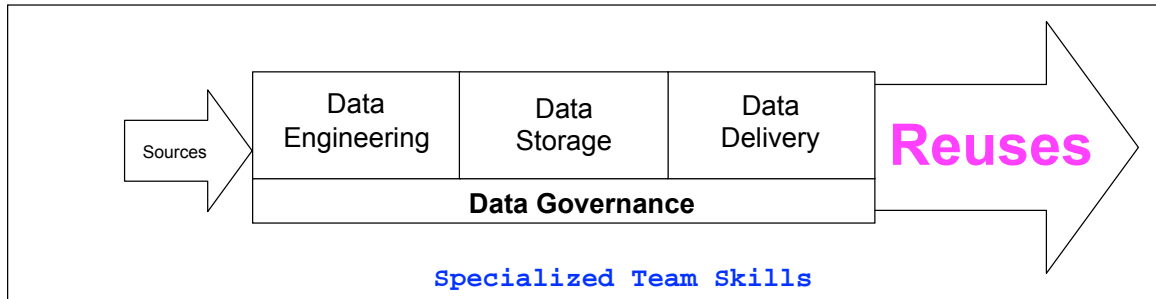 Sources
Data
Engineering
Data
Storage
Data
Delivery
Reuses
Data Governance
Specialized Team Skills